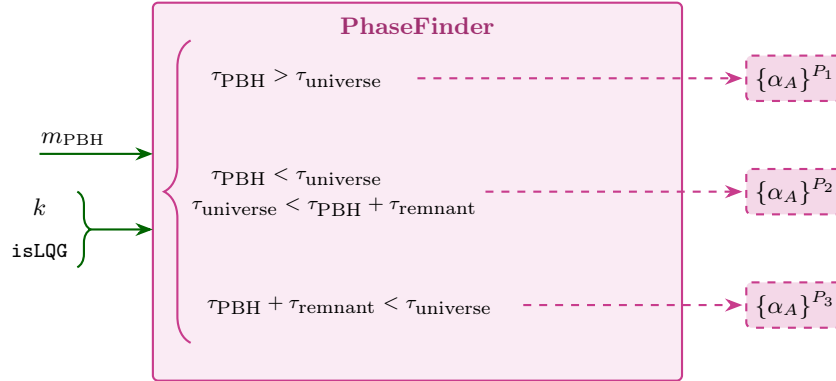 PhaseFinder
τ_PBH > τ_universe
{α_A}^{P_1}
m_PBH
τ_PBH < τ_universe
τ_universe < τ_PBH + τ_remnant
{α_A}^{P_2}
k
isLQG
τ_PBH + τ_remnant < τ_universe
{α_A}^{P_3}